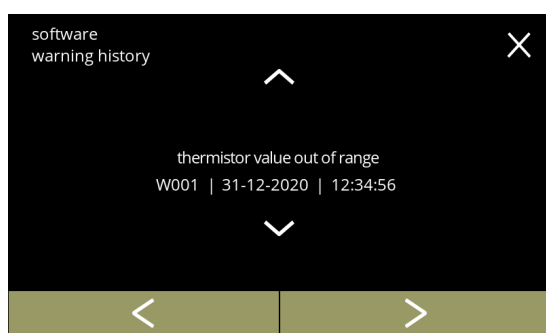 software
warning history
thermistor value out of range
W001 | 31-12-2020 | 12:34:56